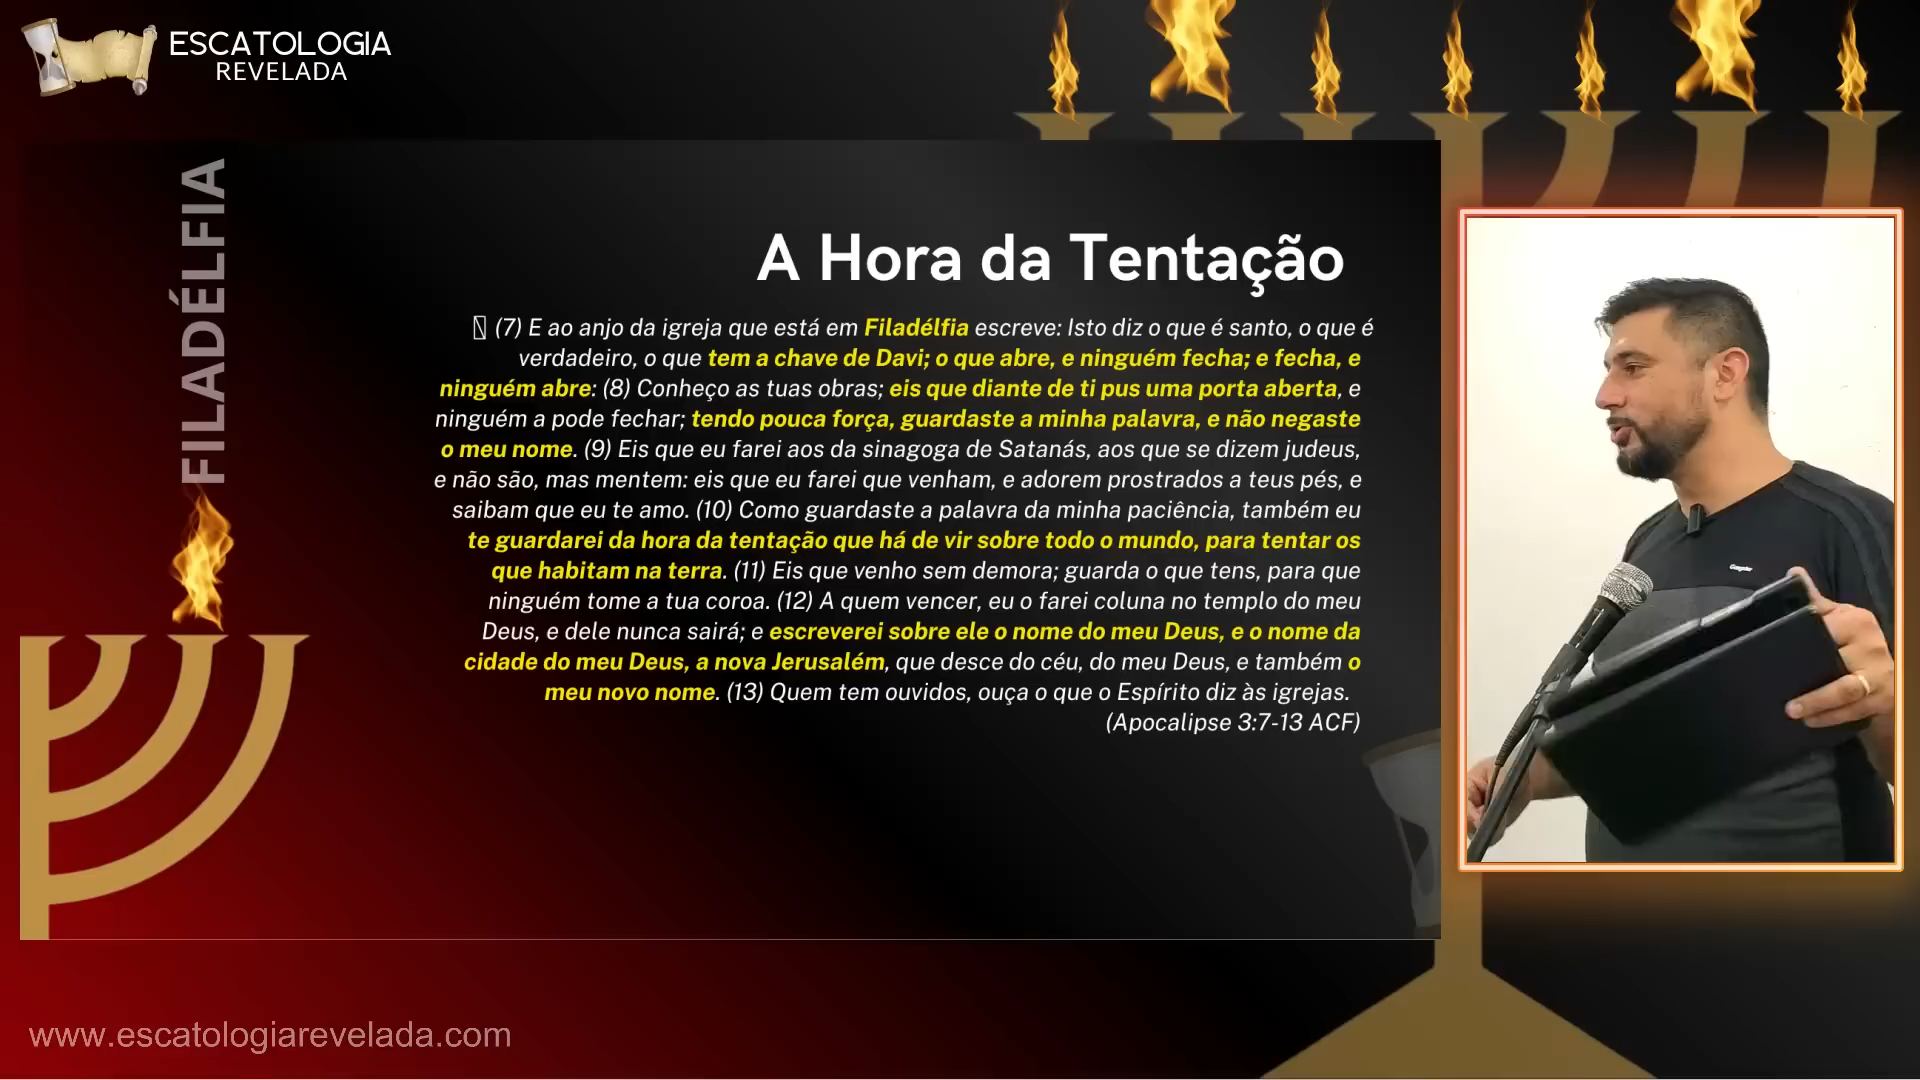 ESCATOLOGIA
REVELADA
FILADÉLFIA
A Hora da Tentação
(7) E ao anjo da igreja que está em Filadélfia escreve: Isto diz o que é santo, o que é
verdadeiro, o que tem a chave de Davi; o que abre, e ninguém fecha; e fecha, e
ninguém abre: (8) Conheço as tuas obras; eis que diante de ti pus uma porta aberta, e
ninguém a pode fechar; tendo pouca força, guardaste a minha palavra, e não negaste
o meu nome. (9) Eis que eu farei aos da sinagoga de Satanás, aos que se dizem judeus,
e não são, mas mentem: eis que eu farei que venham, e adorem prostrados a teus pés, e
saibam que eu te amo. (10) Como guardaste a palavra da minha paciência, também eu
te guardarei da hora da tentação que há de vir sobre todo o mundo, para tentar os
que habitam na terra. (11) Eis que venho sem demora; guarda o que tens, para que
ninguém tome a tua coroa. (12) A quem vencer, eu o farei coluna no templo do meu
Deus, e dele nunca sairá; e escreverei sobre ele o nome do meu Deus, e o nome da
cidade do meu Deus, a nova Jerusalém, que desce do céu, do meu Deus, e também o
meu novo nome. (13) Quem tem ouvidos, ouça o que o Espírito diz às igrejas.
(Apocalipse 3:7-13 ACF)
www.escatologiarevelada.com